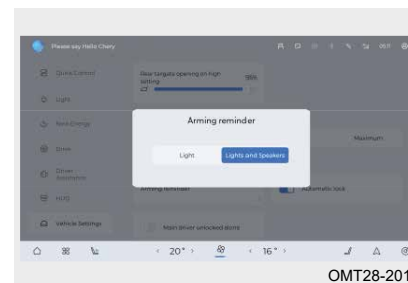 Please say Hello Chery
Quick Control
Rear tailgate opening on high
setting
95%
Light
New Energy
Arming reminder
Light
Lights and Speakers
Maximum
Drive
Driver
Assistance
HUD
Arming reminder
Automatic lock
Vehicle Settings
Main driver unlocked alone
20°
16°
OMT28-201